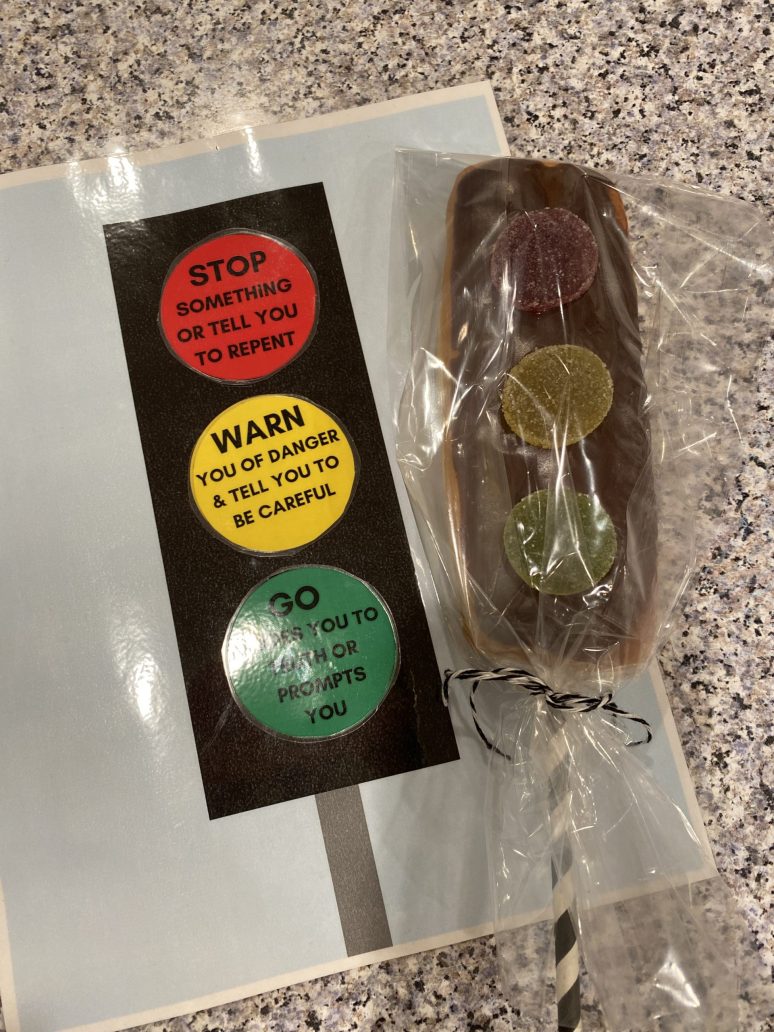 STOP
SOMETHiNG
OR TELL YOU
TO REPENT
WARN
YOU OF DANGER
& TELL YOU TO
BE CAREFUL
GO
YOU TO
OR
PROMPTS
YOU